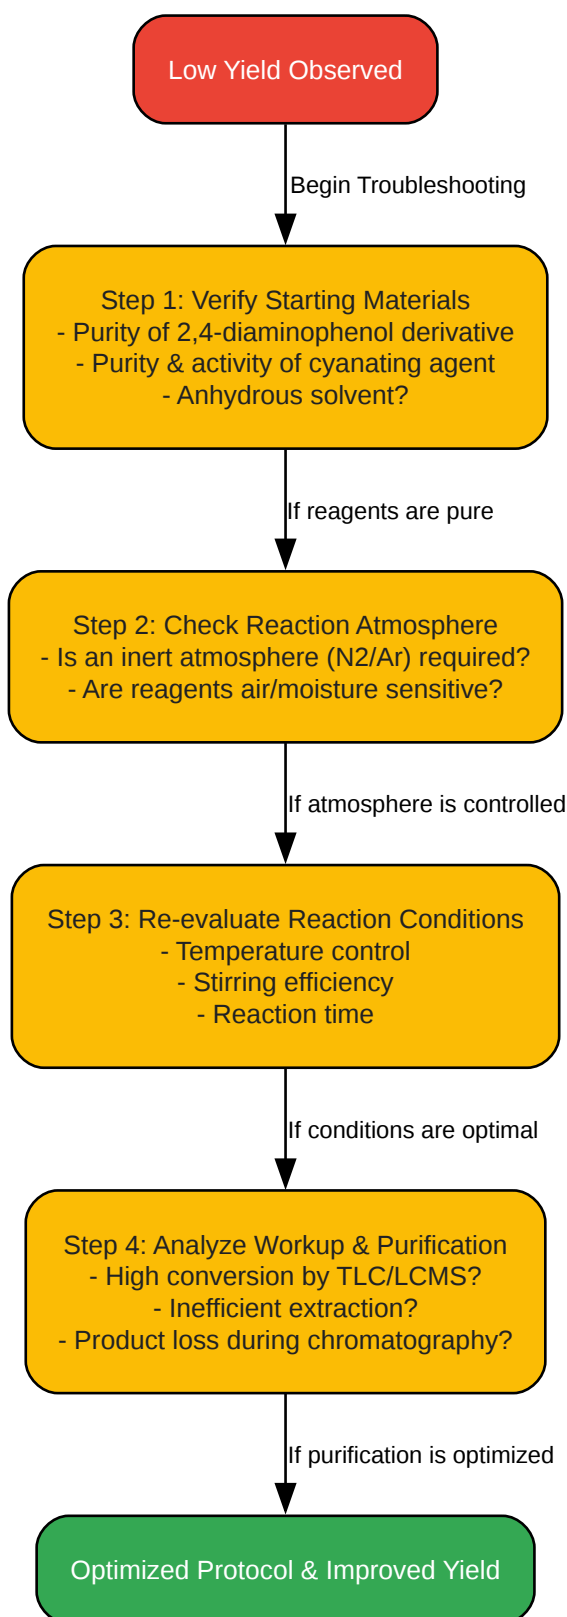 Low Yield Observed
Begin Troubleshooting
Step 1: Verify Starting Materials
- Purity of 2,4-diaminophenol derivative
- Purity & activity of cyanating agent
- Anhydrous solvent?
If reagents are pure
Step 2: Check Reaction Atmosphere
- Is an inert atmosphere (N2/Ar) required?
- Are reagents air/moisture sensitive?
If atmosphere is controlled
Step 3: Re-evaluate Reaction Conditions
- Temperature control
- Stirring efficiency
- Reaction time
If conditions are optimal
Step 4: Analyze Workup & Purification
- High conversion by TLC/LCMS?
- Inefficient extraction?
- Product loss during chromatography?
If purification is optimized
Optimized Protocol & Improved Yield